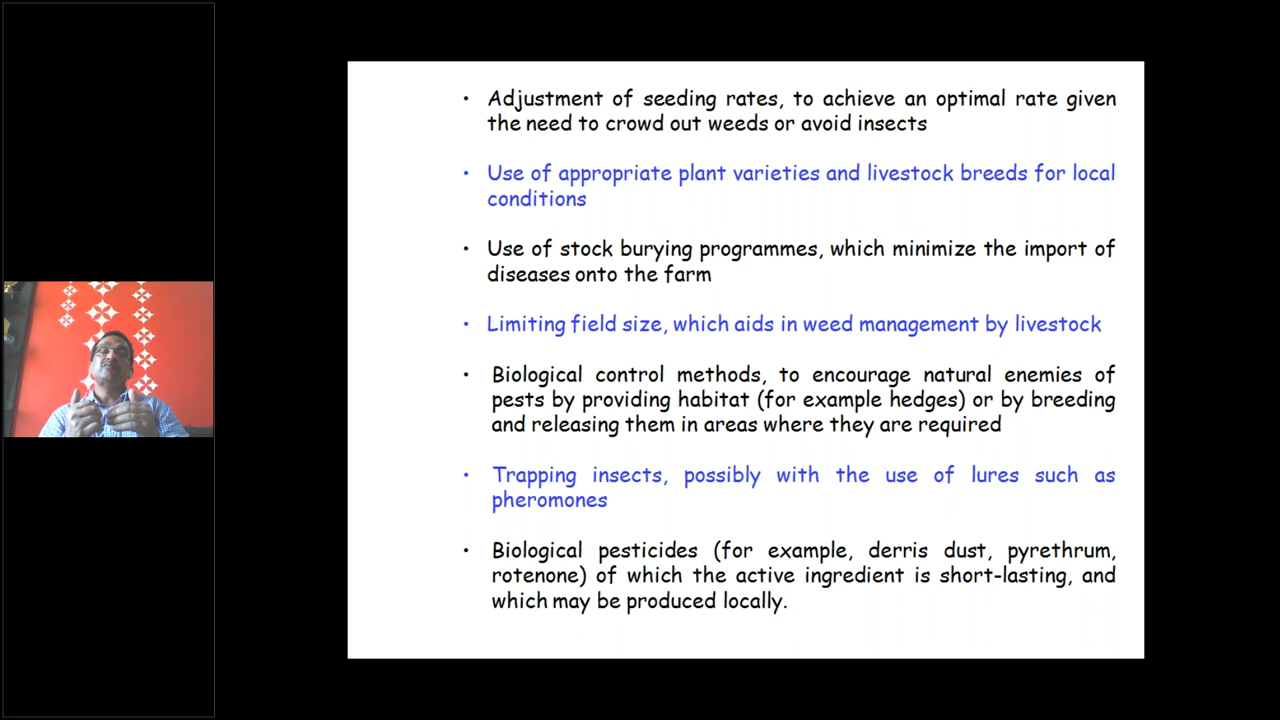 • Adjustment of seeding rates, to achieve an optimal rate given
the need to crowd out weeds or avoid insects
• Use of appropriate plant varieties and livestock breeds for local
conditions
• Use of stock burying programmes, which minimize the import of
diseases onto the farm
• Limiting field size, which aids in weed management by livestock
• Biological control methods, to encourage natural enemies of
pests by providing habitat (for example hedges) or by breeding
and releasing them in areas where they are required
• Trapping insects, possibly with the use of lures such as
pheromones
• Biological pesticides (for example, derris dust, pyrethrum,
rotenone) of which the active ingredient is short-lasting, and
which may be produced locally.